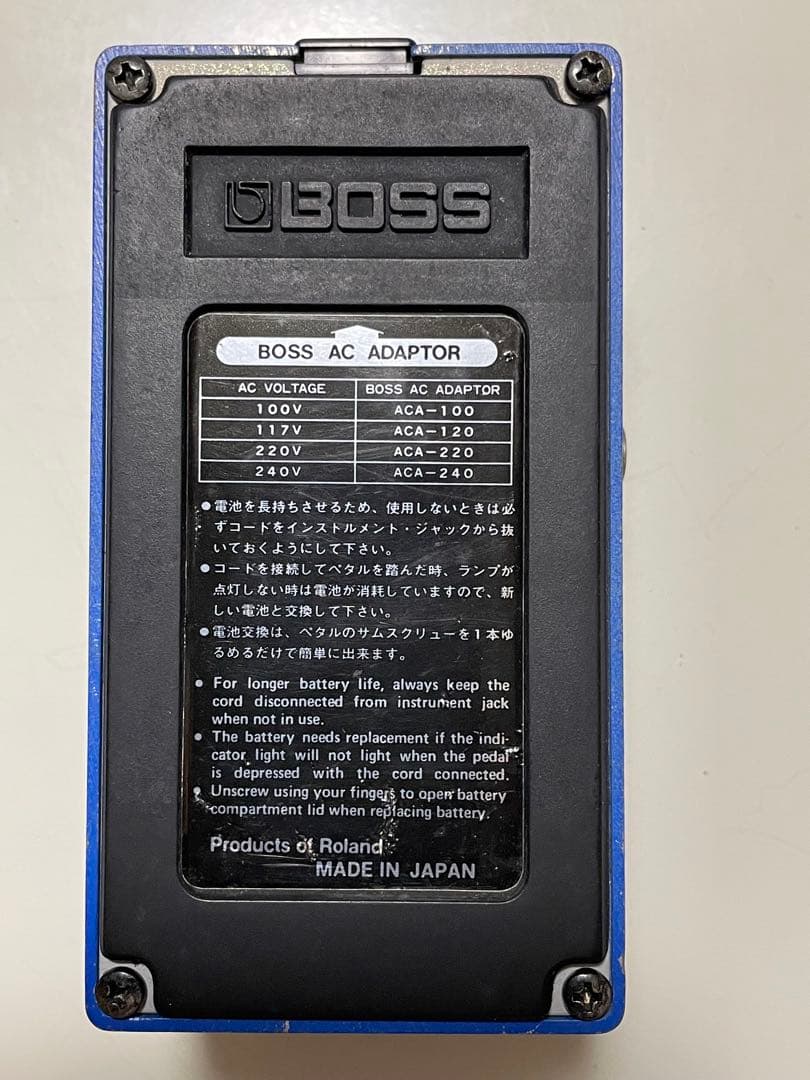 BOSS
BOSS AC ADAPTOR
AC VOLTAGE BOSS AC ADAPTOR
100V ACA-100
117V ACA-120
220V ACA-220
240V ACA-240
●電池を長持ちさせるため、使用しないときは必
ずコードをインストルメント・ジャックから抜
いておくようにして下さい。
●コードを接続してペタルを踏んだ時、ランプが
点灯しない時は電池が消耗していますので、新
しい電池と交換して下さい。
●電池交換は、ペタルのサムスクリューを1本ゆ
るめるだけで簡単に出来ます。
● For longer battery life, always keep the
cord disconnected from instrument jack
when not in use.
● The battery needs replacement if the indi-
cator light will not light when the pedal
is depressed with the cord connected.
● Unscrew using your fingers to open battery
compartment lid when replacing battery.
Products of Roland
MADE IN JAPAN